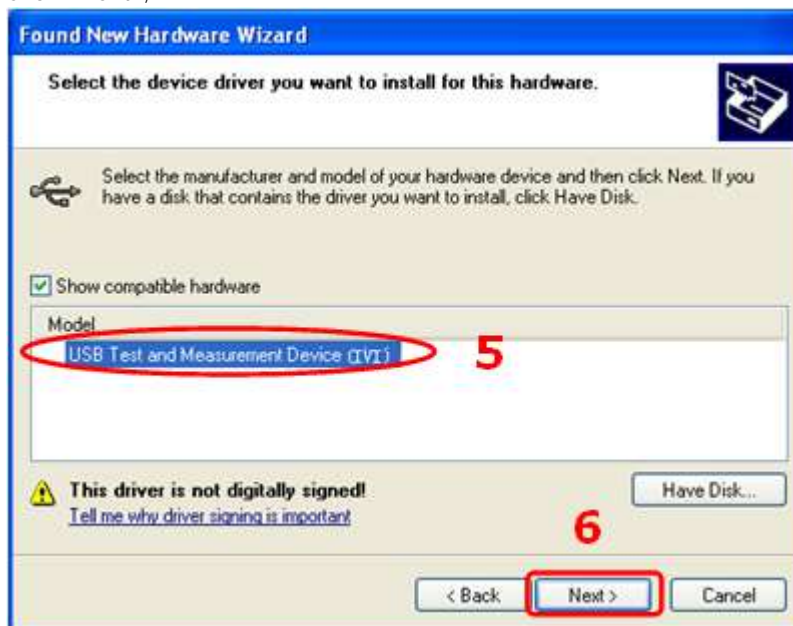 Found New Hardware Wizard
Select the device driver you want to install for this hardware.
Select the manufacturer and model of your hardware device and then click Next. If you
have a disk that contains the driver you want to install, click Have Disk.
Show compatible hardware
Model
USB Test and Measurement Device (IVI)
5
This driver is not digitally signed!
Have Disk...
Tell me why driver signing is important
6
< Back
Next >
Cancel